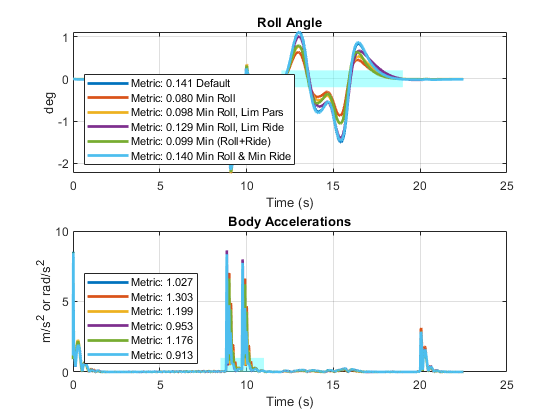 Roll Angle
1
0
-1
-2
deg
Metric: 0.141 Default
Metric: 0.080 Min Roll
Metric: 0.098 Min Roll, Lim Pars
Metric: 0.129 Min Roll, Lim Ride
Metric: 0.099 Min (Roll+Ride)
Metric: 0.140 Min Roll & Min Ride
0 5 10 15 20 25
Time (s)
Body Accelerations
10
5
0
m/s² or rad/s²
Metric: 1.027
Metric: 1.303
Metric: 1.199
Metric: 0.953
Metric: 1.176
Metric: 0.913
0 5 10 15 20 25
Time (s)